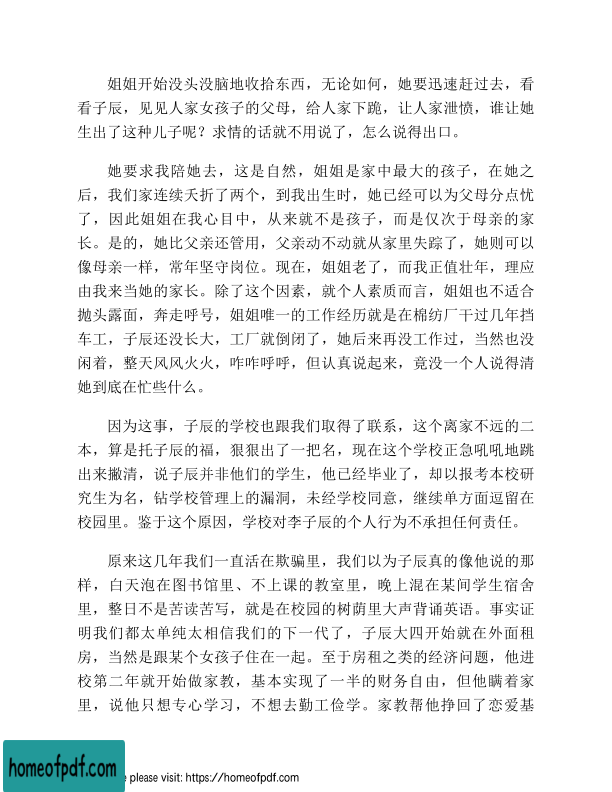 姐姐开始没头没脑地收拾东西，无论如何，她要迅速赶过去，看
看子辰，见见人家女孩子的父母，给人家下跪，让人家泄愤，谁让她
生出了这种儿子呢？求情的话就不用说了，怎么说得出口。
她要求我陪她去，这是自然，姐姐是家中最大的孩子，在她之
后，我们家连续夭折了两个，到我出生时，她已经可以为父母分点忧
了，因此姐姐在我心目中，从来就不是孩子，而是仅次于母亲的家
长。是的，她比父亲还管用，父亲动不动就从家里失踪了，她则可以
像母亲一样，常年坚守岗位。现在，姐姐老了，而我正值壮年，理应
由我来当她的家长。除了这个因素，就个人素质而言，姐姐也不适合
抛头露面，奔走呼号，姐姐唯一的工作经历就是在棉纺厂干过几年挡
车工，子辰还没长大，工厂就倒闭了，她后来再没工作过，当然也没
闲着，整天风风火火，咋咋呼呼，但认真说起来，竟没一个人说得清
她到底在忙些什么。
因为这事，子辰的学校也跟我们取得了联系，这个离家不远的二
本，算是托子辰的福，狠狠出了一把名，现在这个学校正急吼吼地跳
出来撇清，说子辰并非他们的学生，他已经毕业了，却以报考本校研
究生为名，钻学校管理上的漏洞，未经学校同意，继续单方面逗留在
校园里。鉴于这个原因，学校对李子辰的个人行为不承担任何责任。
原来这几年我们一直活在欺骗里，我们以为子辰真的像他说的那
样，白天泡在图书馆里、不上课的教室里，晚上混在某间学生宿舍
里，整日不是苦读苦写，就是在校园的树荫里大声背诵英语。事实证
明我们都太单纯太相信我们的下一代了，子辰大四开始就在外面租
房，当然是跟某个女孩子住在一起。至于房租之类的经济问题，他进
校第二年就开始做家教，基本实现了一半的财务自由，但他瞒着家
里，说他只想专心学习，不想去勤工俭学。家教帮他挣回了恋爱基
homeofpdf.com
please visit: https://homeofpdf.com